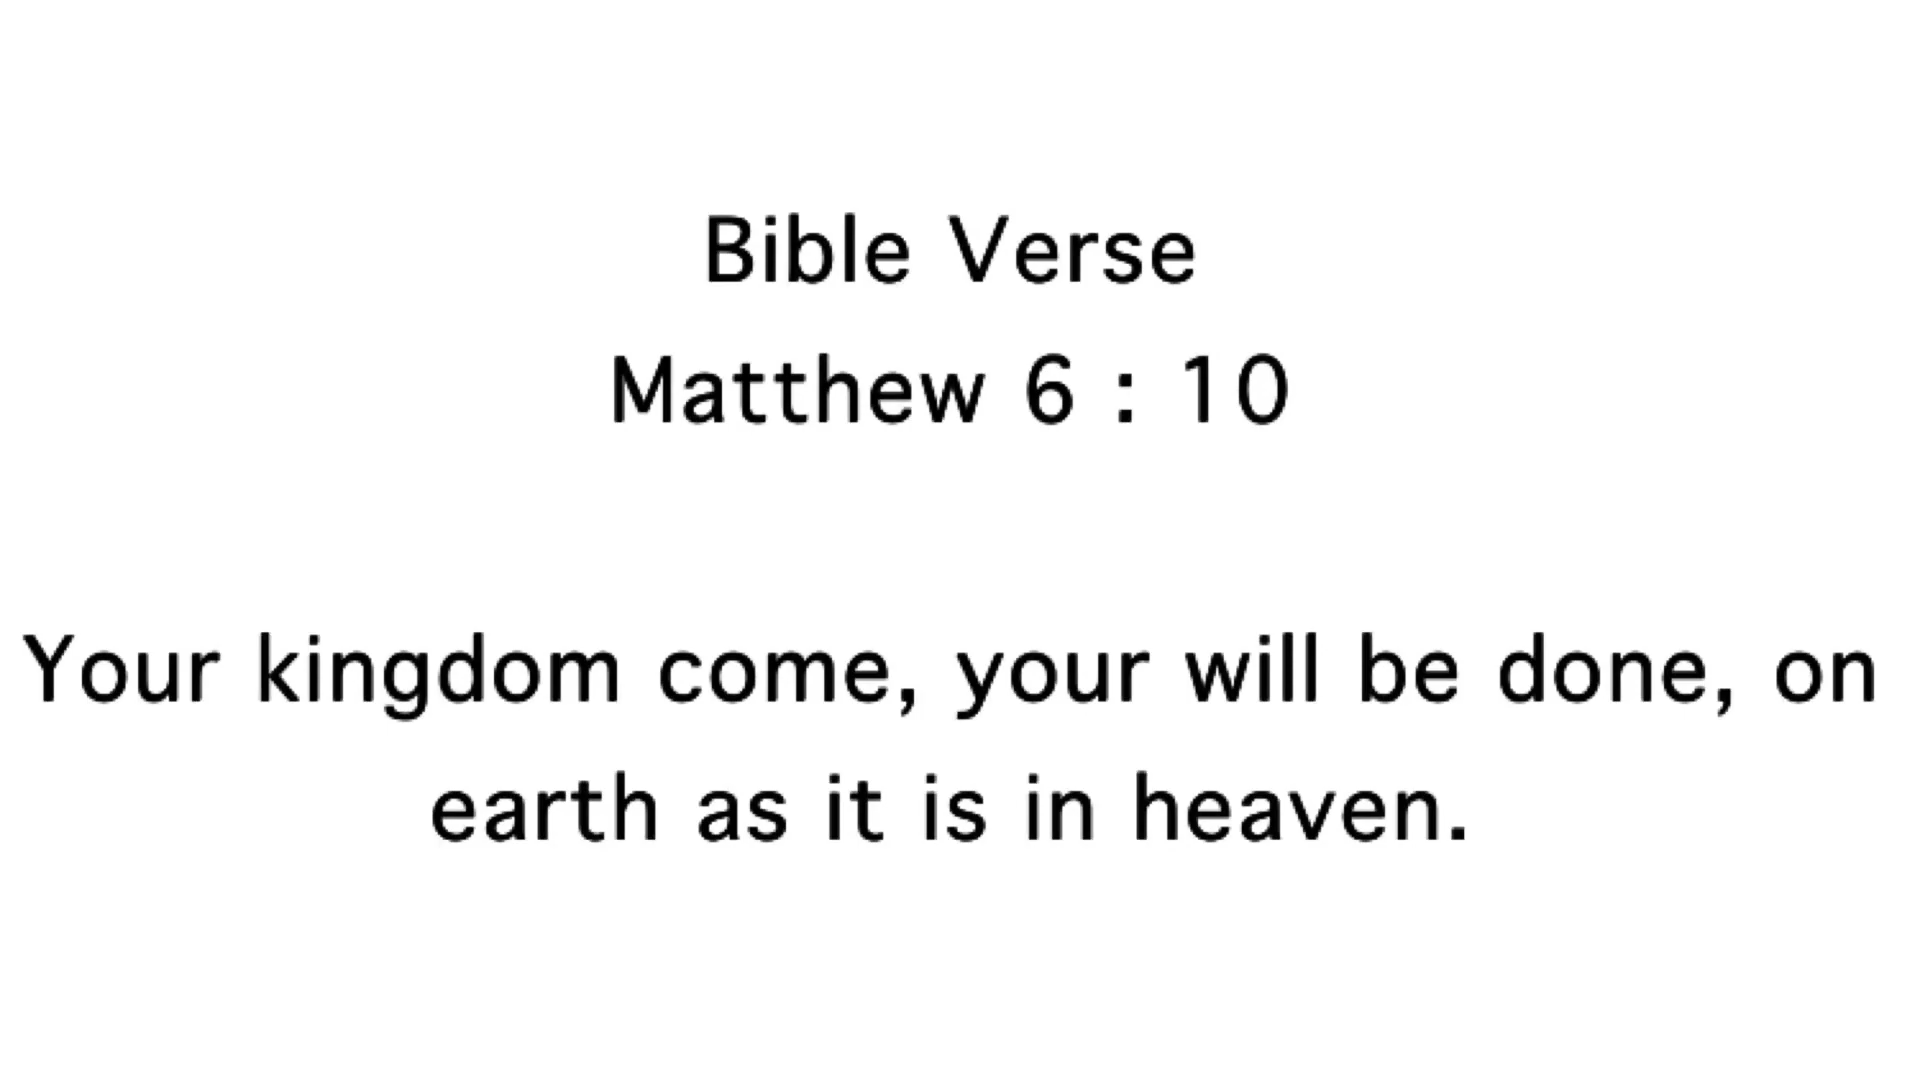 Bible Verse
Matthew 6 : 10
Your kingdom come, your will be done, on
earth as it is in heaven.